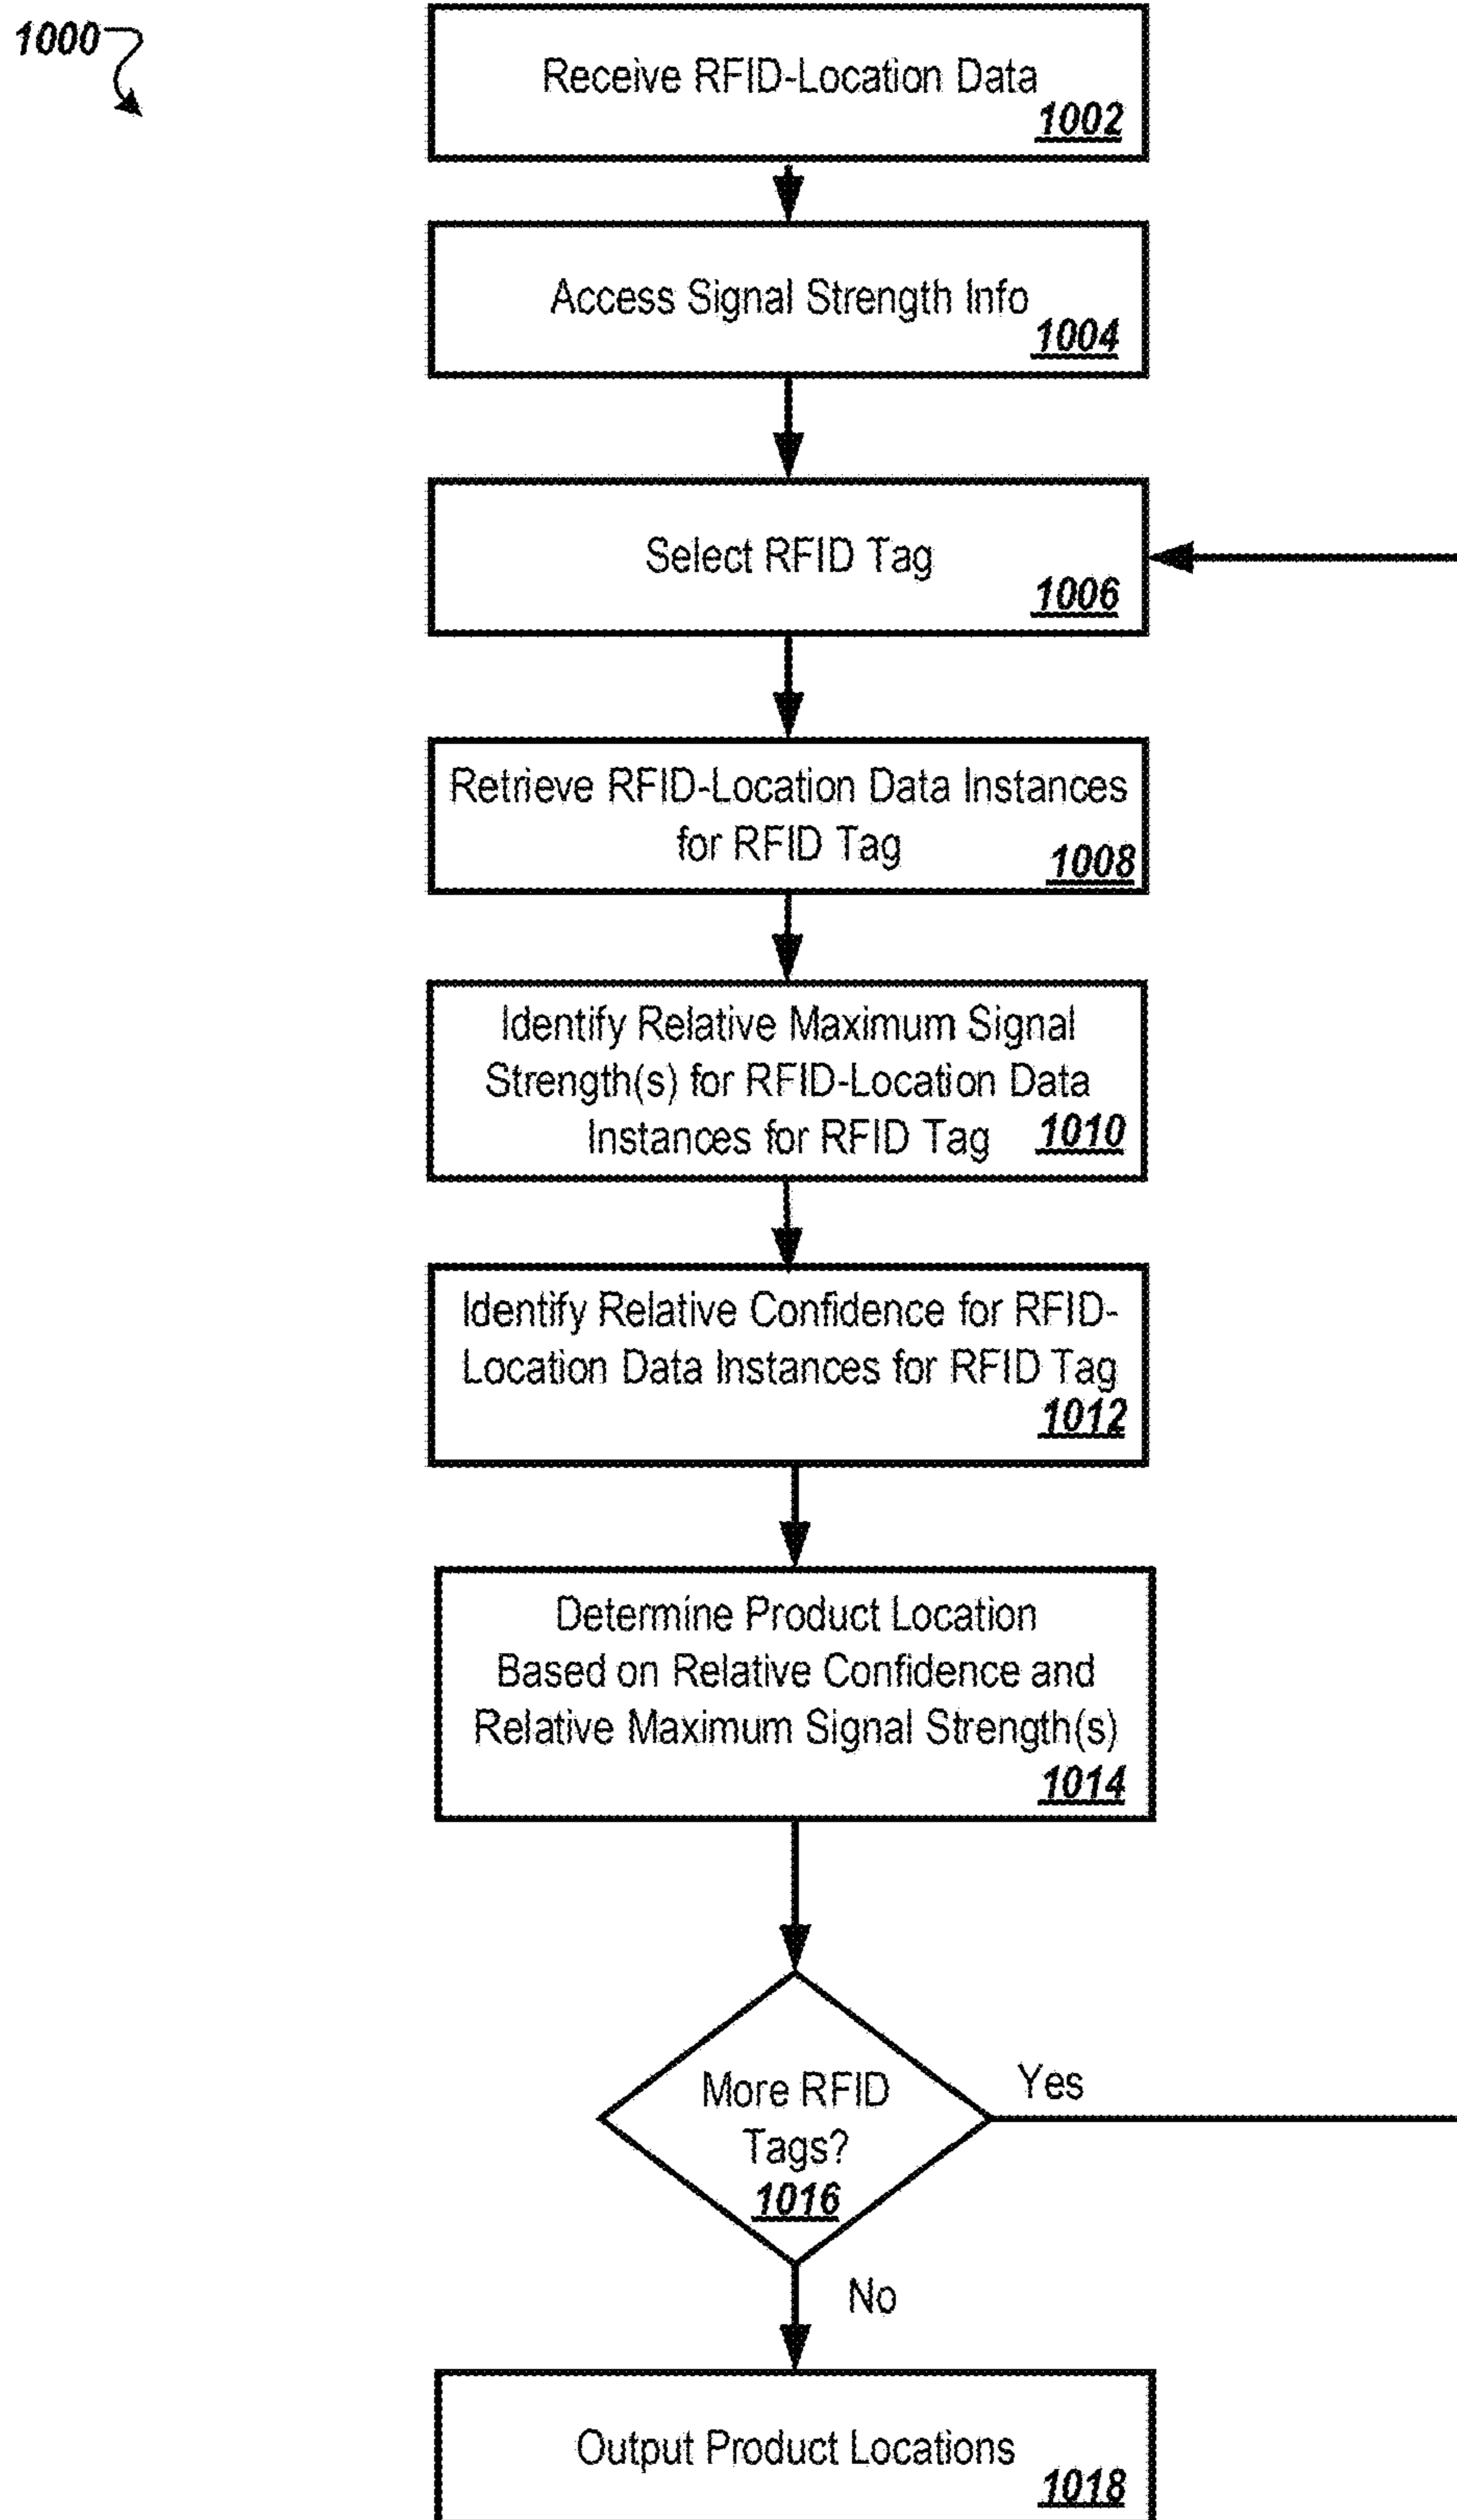 1000
Receive RFID-Location Data
1002
Access Signal Strength Info
1004
Select RFID Tag
1006
Retrieve RFID-Location Data Instances
for RFID Tag
1008
Identify Relative Maximum Signal
Strength(s) for RFID-Location Data
Instances for RFID Tag
1010
Identify Relative Confidence for RFID-
Location Data Instances for RFID Tag
1012
Determine Product Location
Based on Relative Confidence and
Relative Maximum Signal Strength(s)
1014
More RFID
Tags?
1016
Yes
No
Output Product Locations
1018